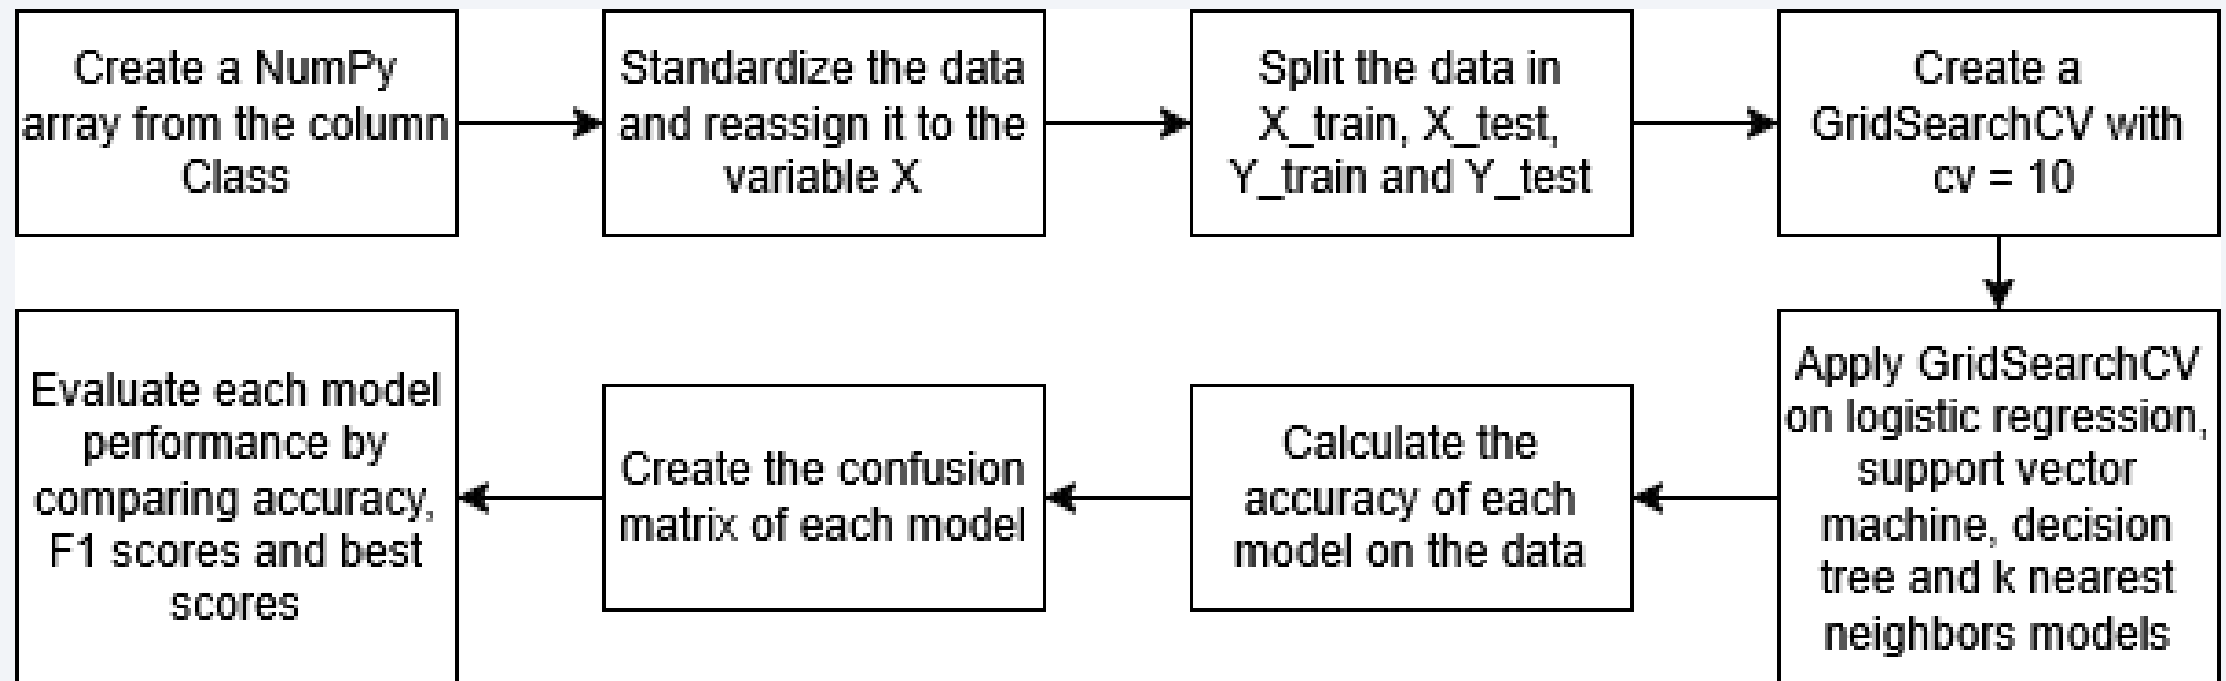 Create a NumPy
array from the column
Class
Standardize the data
and reassign it to the
variable X
Split the data in
X_train, X_test,
Y_train and Y_test
Create a
GridSearchCV with
cv = 10
Apply GridSearchCV
on logistic regression,
support vector
machine, decision
tree and k nearest
neighbors models
Calculate the
accuracy of each
model on the data
Create the confusion
matrix of each model
Evaluate each model
performance by
comparing accuracy,
F1 scores and best
scores